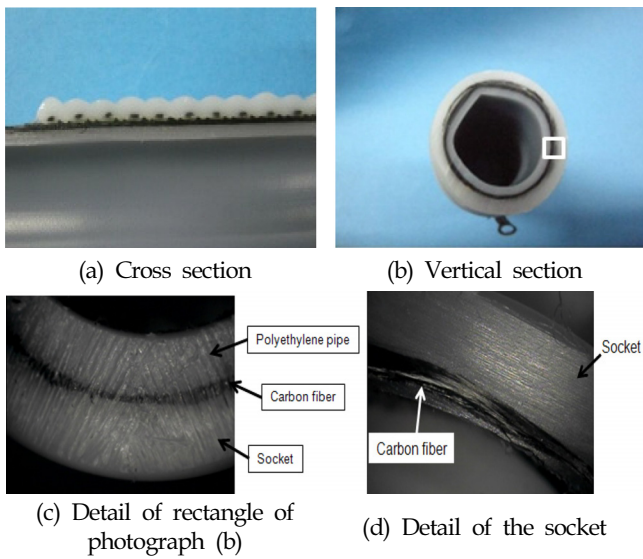 (a) Cross section
(b) Vertical section
Polyethylene pipe
Carbon fiber
Socket
Socket
Carbon fiber
(c) Detail of rectangle of
photograph (b)
(d) Detail of the socket